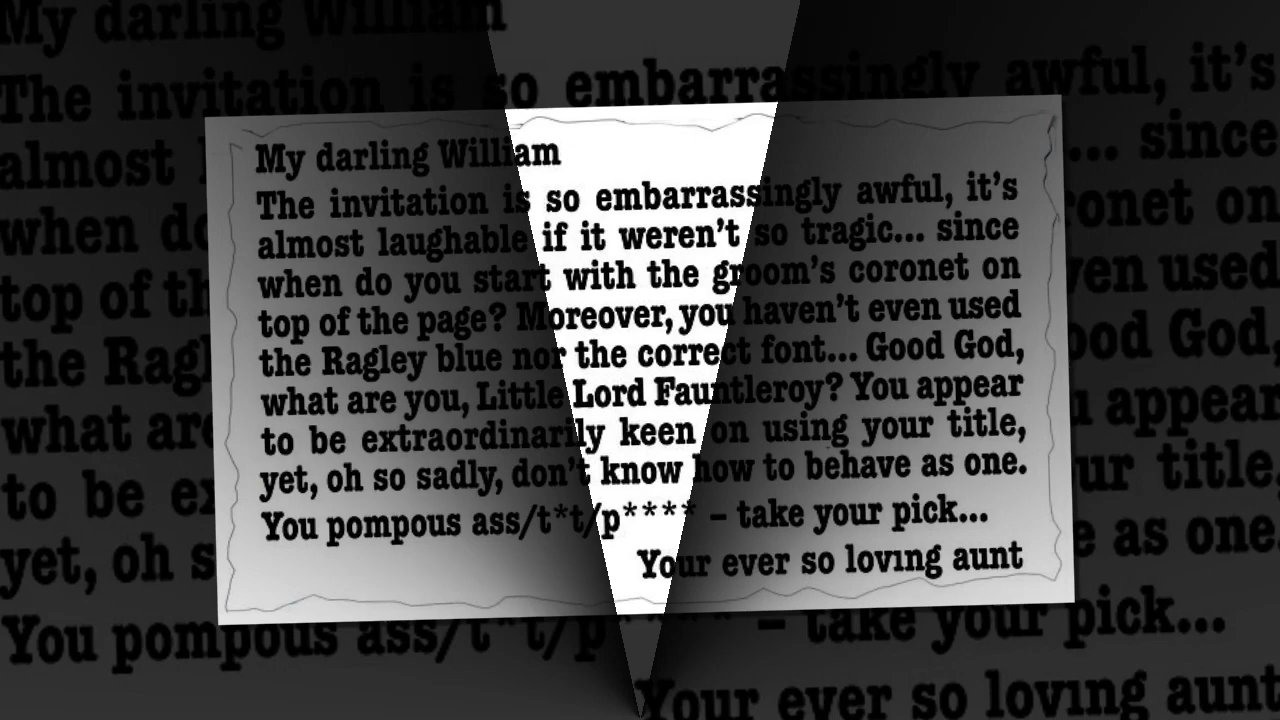 My darling William
The invitation is so embarrassingly awful, it's
almost laughable if it weren't so tragic... since
when do you start with the groom's coronet on
top of the page? Moreover, you haven't even used
the Ragley blue nor the correct font... Good God,
what are you, Little Lord Fauntleroy? You appear
to be extraordinarily keen on using your title,
yet, oh so sadly, don't know how to behave as one.
You pompous ass/t*t/p**** – take your pick...
Your ever so loving aunt